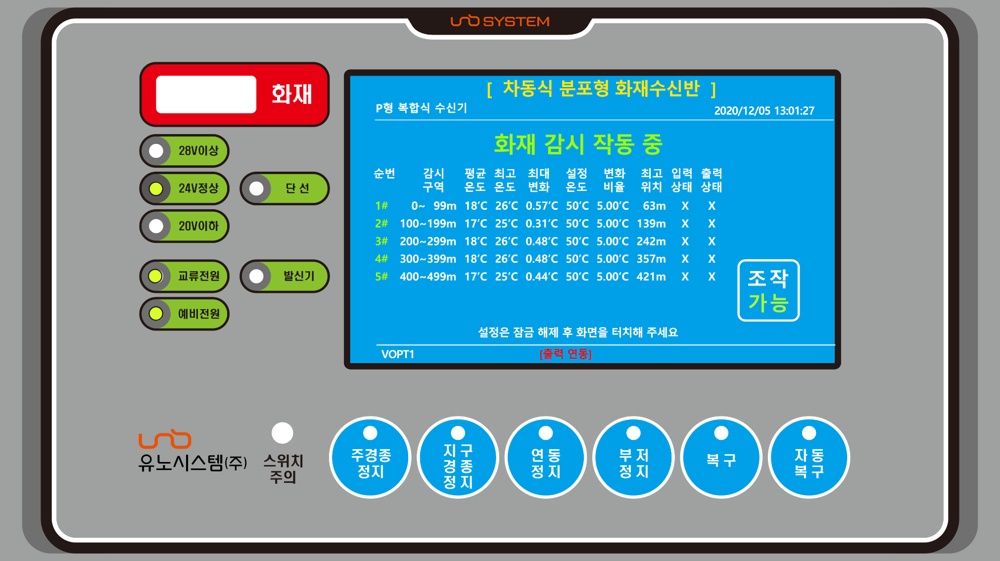 UNO SYSTEM
화재
28V이상
24V정상
단 선
20V이하
교류전원
발신기
예비전원
[ 차동식 분포형 화재수신반 ]
P형 복합식 수신기
2020/12/05 13:01:27
화재 감시 작동 중
순번 감시 평균 최고 최대 설정 변화 최고 입력 출력
구역 온도 온도 변화 온도 비율 위치 상태 상태
1# 0~ 99m 18'C 26'C 0.57'C 50'C 5.00'C 63m X X
2# 100~199m 17'C 25'C 0.31'C 50'C 5.00'C 139m X X
3# 200~299m 18'C 26'C 0.48'C 50'C 5.00'C 242m X X
4# 300~399m 18'C 26'C 0.48'C 50'C 5.00'C 357m X X
5# 400~499m 17'C 25'C 0.44'C 50'C 5.00'C 421m X X
조작
가능
설정은 잠금 해제 후 화면을 터치해 주세요
VOPT1
[출력 연동]
uno
유노시스템(주)
스위치
주의
주경종
정지
지 구
경 종
정 지
연 동
정 지
부 저
정 지
복 구
자 동
복 구